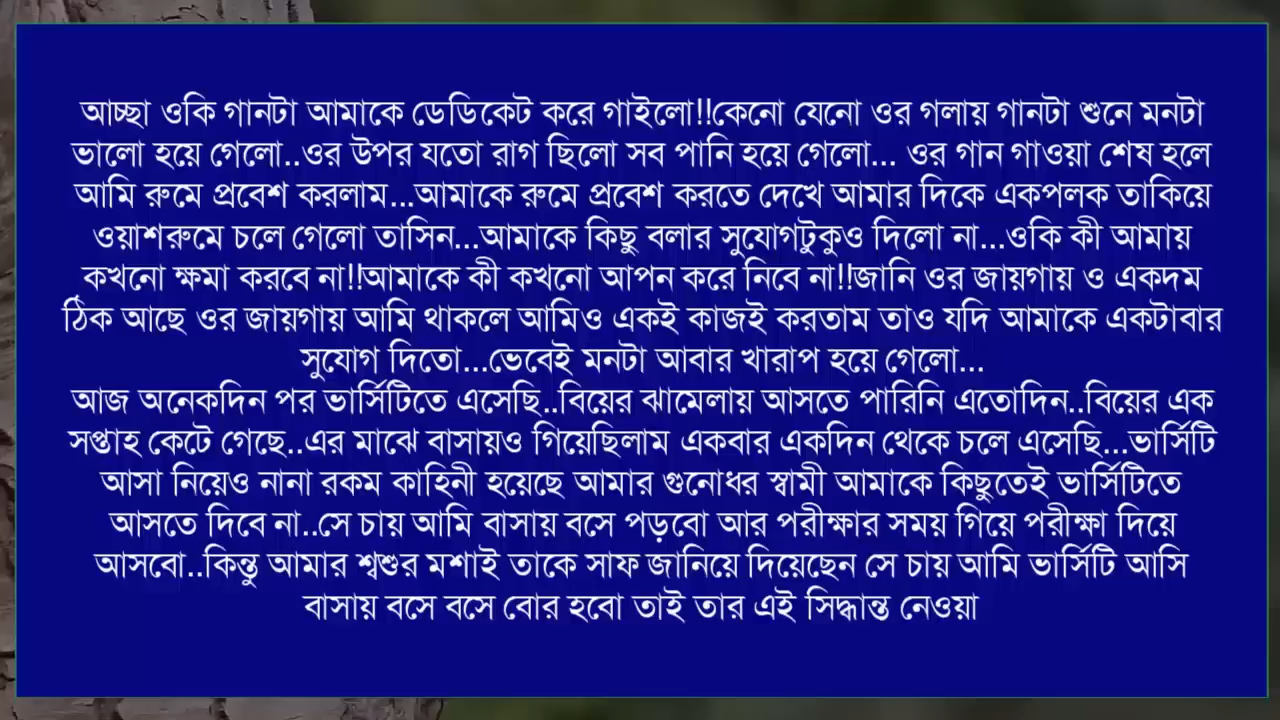 আচ্ছা ওকি গানটা আমাকে ডেডিকেট করে গাইলো!!কেনো যেনো ওর গলায় গানটা শুনে মনটা
ভালো হয়ে গেলো..ওর উপর যতো রাগ ছিলো সব পানি হয়ে গেলো... ওর গান গাওয়া শেষ হলে
আমি রুমে প্রবেশ করলাম...আমাকে রুমে প্রবেশ করতে দেখে আমার দিকে একপলক তাকিয়ে
ওয়াশরুমে চলে গেলো তাসিন...আমাকে কিছু বলার সুযোগটুকুও দিলো না...ওকি কী আমায়
কখনো ক্ষমা করবে না!!আমাকে কী কখনো আপন করে নিবে না!!জানি ওর জায়গায় ও একদম
ঠিক আছে ওর জায়গায় আমি থাকলে আমিও একই কাজই করতাম তাও যদি আমাকে একটাবার
সুযোগ দিতো...ভেবেই মনটা আবার খারাপ হয়ে গেলো...
আজ অনেকদিন পর ভার্সিটিতে এসেছি..বিয়ের ঝামেলায় আসতে পারিনি এতোদিন..বিয়ের এক
সপ্তাহ কেটে গেছে..এর মাঝে বাসায়ও গিয়েছিলাম একবার একদিন থেকে চলে এসেছি...ভার্সিটি
আসা নিয়েও নানা রকম কাহিনী হয়েছে আমার গুনোধর স্বামী আমাকে কিছুতেই ভার্সিটিতে
আসতে দিবে না..সে চায় আমি বাসায় বসে পড়বো আর পরীক্ষার সময় গিয়ে পরীক্ষা দিয়ে
আসবো..কিন্তু আমার শ্বশুর মশাই তাকে সাফ জানিয়ে দিয়েছেন সে চায় আমি ভার্সিটি আসি
বাসায় বসে বসে বোর হবো তাই তার এই সিদ্ধান্ত নেওয়া